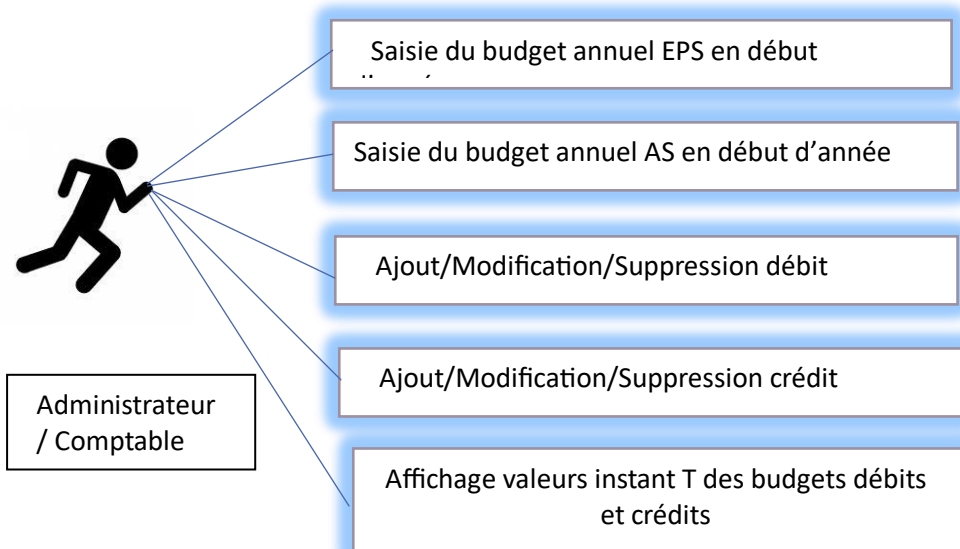 Saisie du budget annuel EPS en début
Saisie du budget annuel AS en début d’année
Ajout/Modification/Suppression débit
Ajout/Modification/Suppression crédit
Administrateur
/ Comptable
Affichage valeurs instant T des budgets débits
et crédits